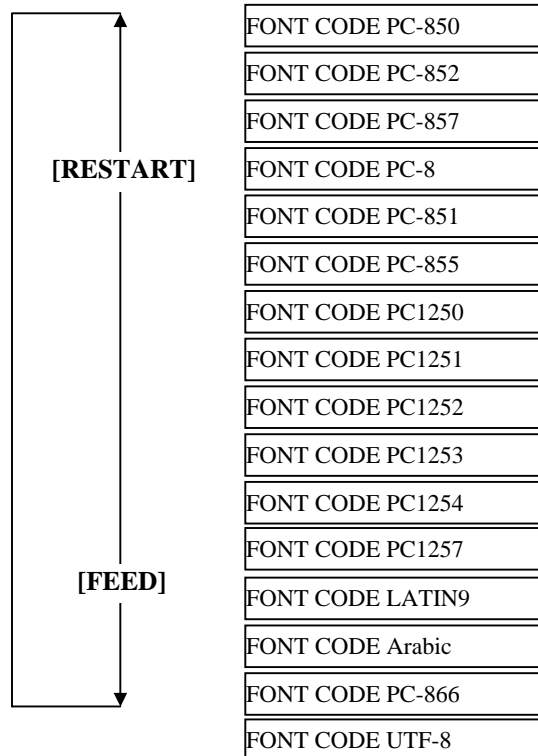 FONT CODE PC-850
FONT CODE PC-852
FONT CODE PC-857
[RESTART]
FONT CODE PC-8
FONT CODE PC-851
FONT CODE PC-855
FONT CODE PC1250
FONT CODE PC1251
FONT CODE PC1252
FONT CODE PC1253
FONT CODE PC1254
FONT CODE PC1257
[FEED]
FONT CODE LATIN9
FONT CODE Arabic
FONT CODE PC-866
FONT CODE UTF-8